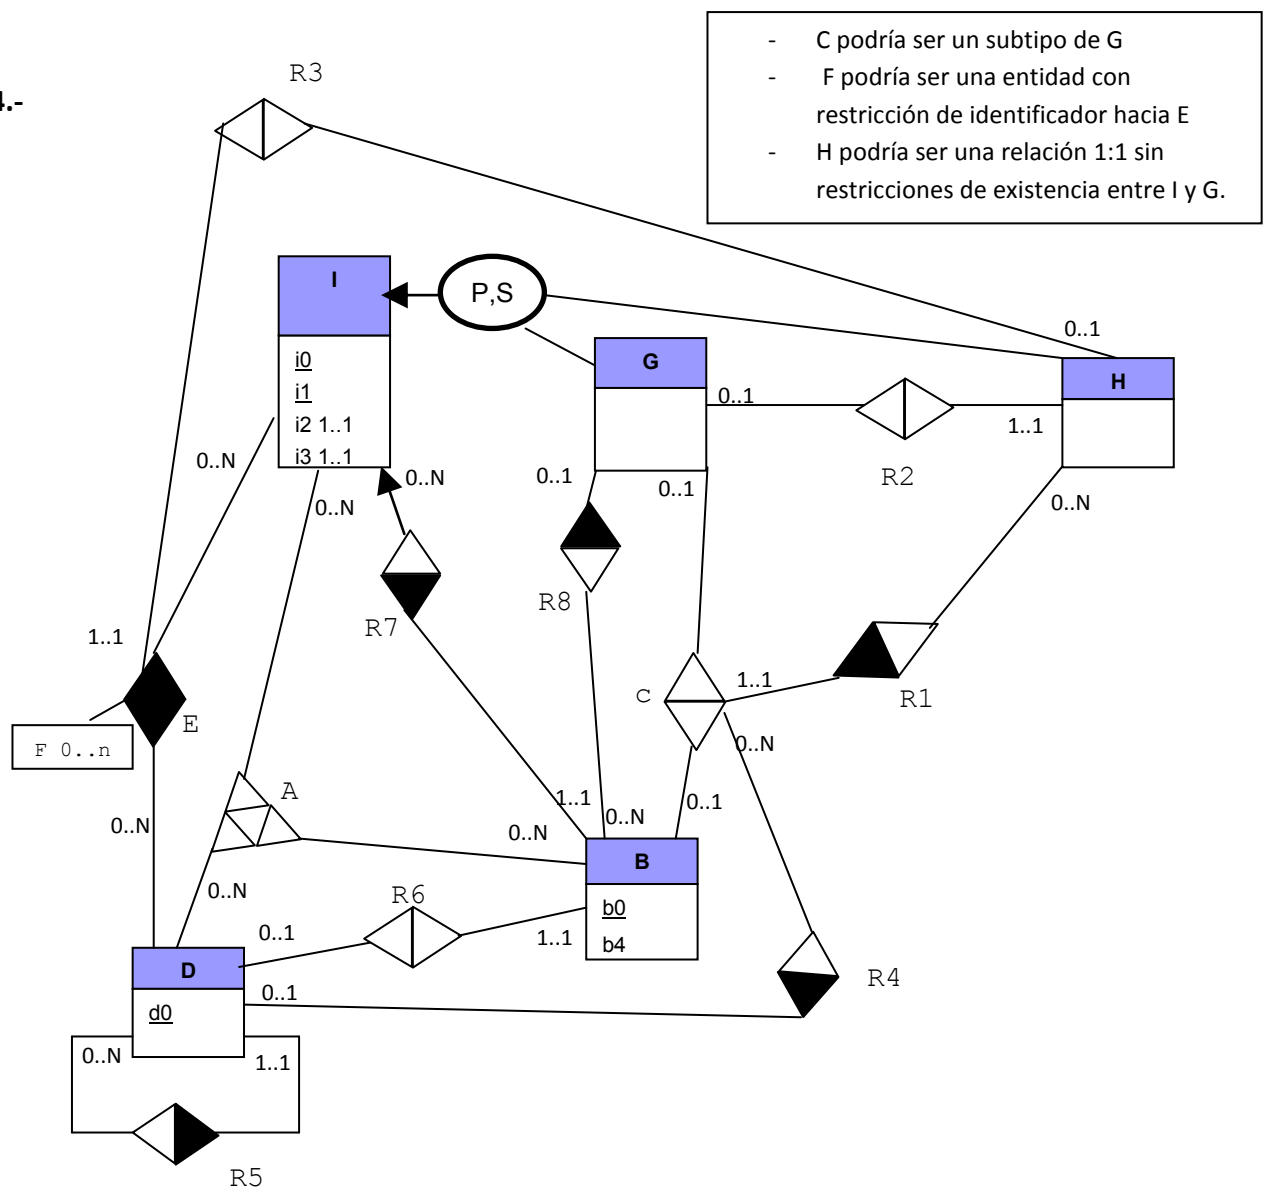 - C podría ser un subtipo de G
- F podría ser una entidad con
restricción de identificador hacia E
- H podría ser una relación 1:1 sin
restricciones de existencia entre I y G.
4.-
R3
I
P,S
G
H
0..1
i0
i1
i2 1..1
i3 1..1
0..1
1..1
R2
0..N
0..N
0..N
0..1
0..1
0..N
R8
R7
1..1
E
F 0..n
c
1..1
R1
0..N
A
0..N
0..N
1..1
0..N
0..1
B
b0
b4
0..N
R6
0..1
1..1
D
d0
0..1
R4
0..N
1..1
R5